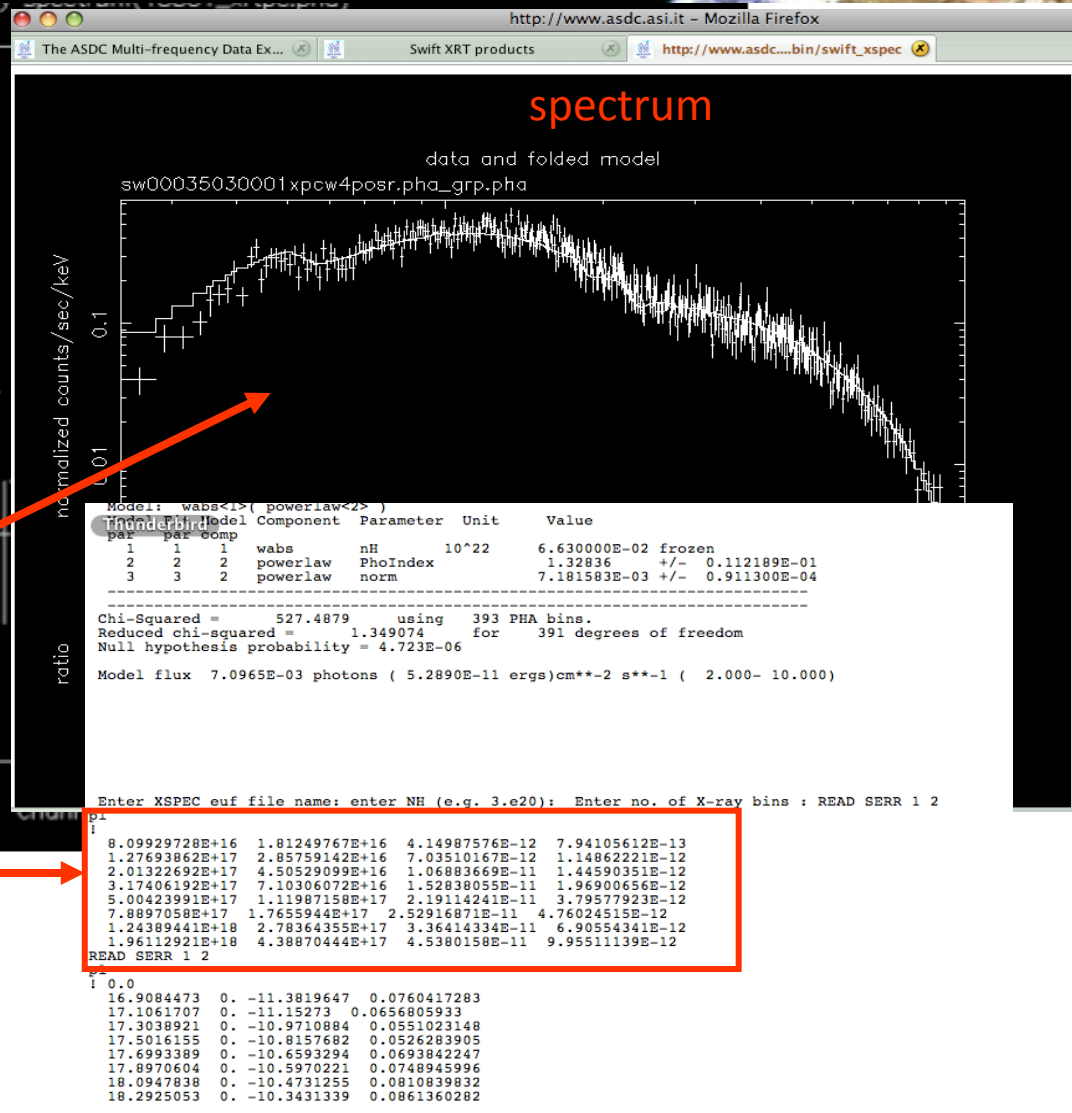 http://www.asdc.asi.it – Mozilla Firefox
The ASDC Multi-frequency Data Ex... Swift XRT products http://www.asdc....bin/swift_xspec
spectrum
data and folded model
sw00035030001xpcw4posr.pha_grp.pha
normalized counts/sec/keV
0.1
0.01
ratio
Model: wabs<1>( powerlaw<2> )
Thunderbird
Model Component Parameter Unit Value
par par comp
1 1 1 wabs nH 10^22 6.630000E-02 frozen
2 2 2 powerlaw PhoIndex 1.32836 +/- 0.112189E-01
3 3 2 powerlaw norm 7.181583E-03 +/- 0.911300E-04
---------------------------------------------------------------------------
---------------------------------------------------------------------------
Chi-Squared = 527.4879 using 393 PHA bins.
Reduced chi-squared = 1.349074 for 391 degrees of freedom
Null hypothesis probability = 4.723E-06
Model flux 7.0965E-03 photons ( 5.2890E-11 ergs)cm**-2 s**-1 ( 2.000- 10.000)
Enter XSPEC euf file name: enter NH (e.g. 3.e20): Enter no. of X-ray bins : READ SERR 1 2
p1
!
8.09929728E+16 1.81249767E+16 4.14987576E-12 7.94105612E-13
1.27693862E+17 2.85759142E+16 7.03510167E-12 1.14862221E-12
2.01322692E+17 4.50529099E+16 1.06883669E-11 1.44590351E-12
3.17406192E+17 7.10306072E+16 1.52838055E-11 1.96900656E-12
5.00423991E+17 1.11987158E+17 2.19114241E-11 3.79577923E-12
7.8897058E+17 1.7655944E+17 2.52916871E-11 4.76024515E-12
1.24389441E+18 2.78364355E+17 3.36414334E-11 6.90554341E-12
1.96112921E+18 4.38870444E+17 4.5380158E-11 9.95511139E-12
READ SERR 1 2
! 0.0
16.9084473 0. -11.3819647 0.0760417283
17.1061707 0. -11.15273 0.0656805933
17.3038921 0. -10.9710884 0.0551023148
17.5016155 0. -10.8157682 0.0526283905
17.6993389 0. -10.6593294 0.0693842247
17.8970604 0. -10.5970221 0.0748945996
18.0947838 0. -10.4731255 0.0810839832
18.2925053 0. -10.3431339 0.0861360282